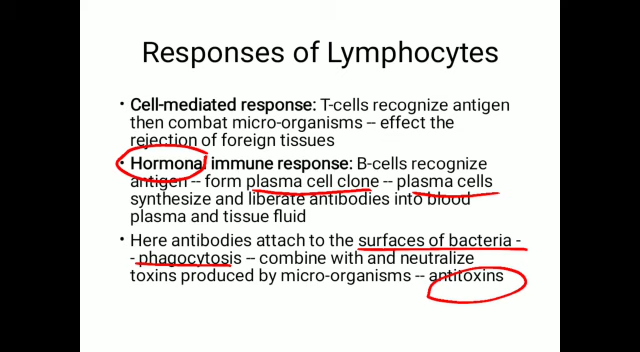 Responses of Lymphocytes
• Cell-mediated response: T-cells recognize antigen
then combat micro-organisms -- effect the
rejection of foreign tissues
• Hormonal immune response: B-cells recognize
antigen -- form plasma cell clone -- plasma cells
synthesize and liberate antibodies into blood
plasma and tissue fluid
• Here antibodies attach to the surfaces of bacteria -
- phagocytosis -- combine with and neutralize
toxins produced by micro-organisms -- antitoxins